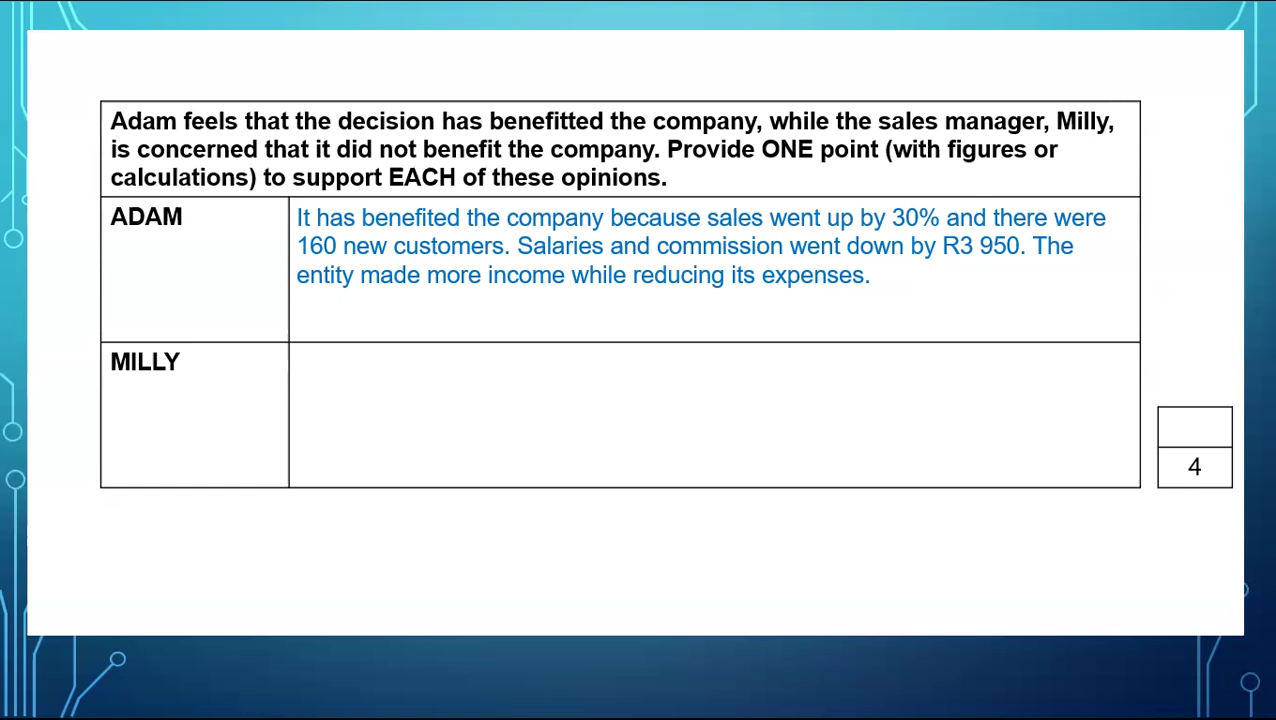 Adam feels that the decision has benefitted the company, while the sales manager, Milly,
is concerned that it did not benefit the company. Provide ONE point (with figures or
calculations) to support EACH of these opinions.
ADAM
It has benefited the company because sales went up by 30% and there were
160 new customers. Salaries and commission went down by R3 950. The
entity made more income while reducing its expenses.
MILLY
4